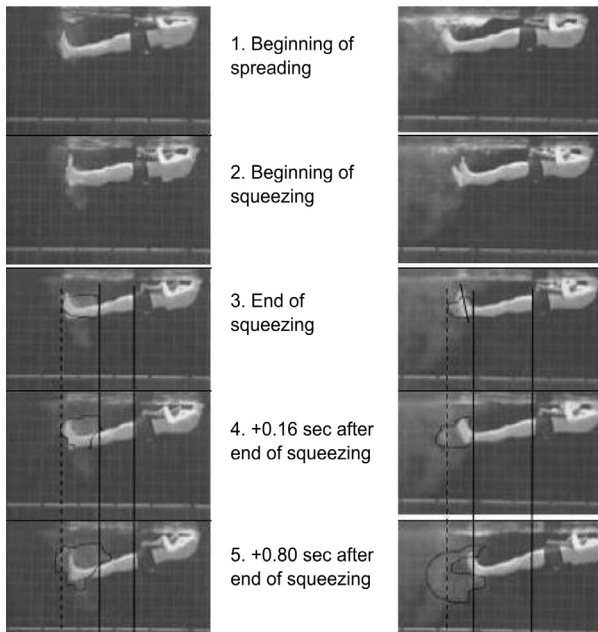 1. Beginning of
spreading
2. Beginning of
squeezing
3. End of
squeezing
4. +0.16 sec after
end of squeezing
5. +0.80 sec after
end of squeezing